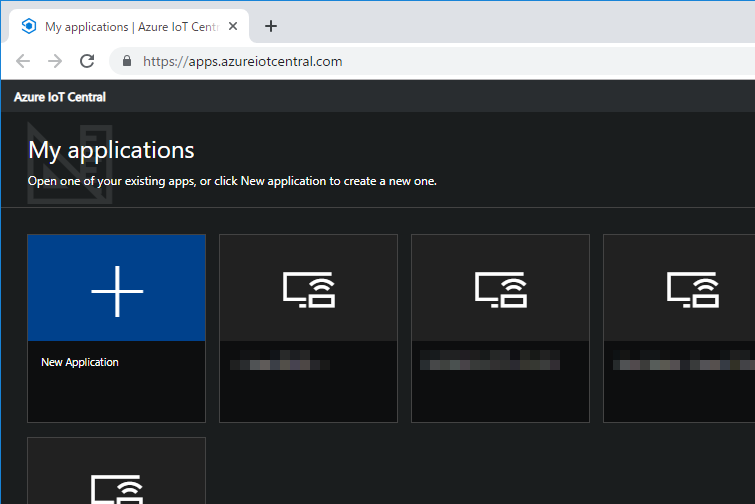 My applications | Azure IoT Centr
https://apps.azureiotcentral.com
Azure IoT Central
My applications
Open one of your existing apps, or click New application to create a new one.
New Application